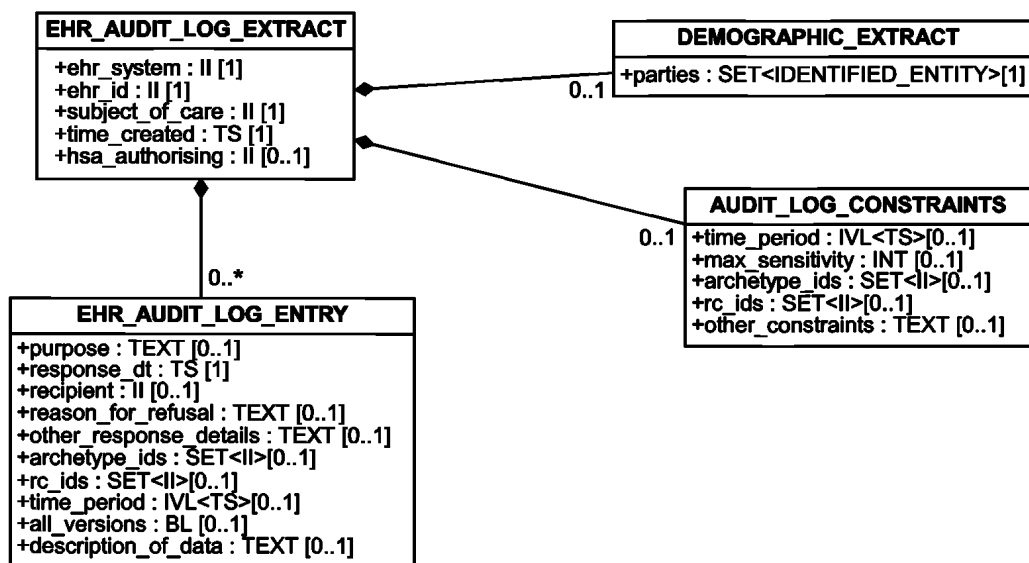 EHR_AUDIT_LOG_EXTRACT
+ehr_system : II [1]
+ehr_id : II [1]
+subject_of_care : II [1]
+time_created : TS [1]
+hsa_authorising : II [0..1]
DEMOGRAPHIC_EXTRACT
+parties : SET<IDENTIFIED_ENTITY>[1]
0..1
AUDIT_LOG_CONSTRAINTS
+time_period : IVL<TS>[0..1]
+max_sensitivity : INT [0..1]
+archetype_ids : SET<II>[0..1]
+rc_ids : SET<II>[0..1]
+other_constraints : TEXT [0..1]
0..1
0..*
EHR_AUDIT_LOG_ENTRY
+purpose : TEXT [0..1]
+response_dt : TS [1]
+recipient : II [0..1]
+reason_for_refusal : TEXT [0..1]
+other_response_details : TEXT [0..1]
+archetype_ids : SET<II>[0..1]
+rc_ids : SET<II>[0..1]
+time_period : IVL<TS>[0..1]
+all_versions : BL [0..1]
+description_of_data : TEXT [0..1]